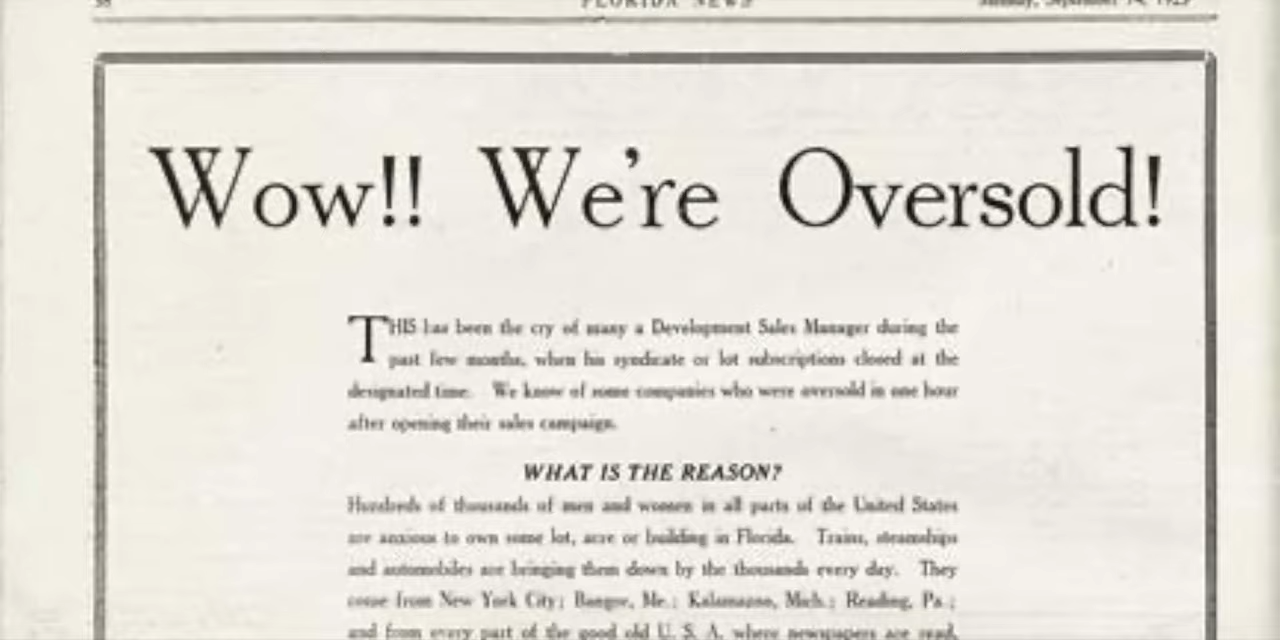 38 FLORIDA NEWS Sunday, September 14, 1925
Wow!! We're Oversold!
THIS has been the cry of many a Development Sales Manager during the
past few months, when his syndicate or lot subscriptions closed at the
designated time. We know of some companies who were oversold in one hour
after opening their sales campaign.
WHAT IS THE REASON?
Hundreds of thousands of men and women in all parts of the United States
are anxious to own some lot, acre or building in Florida. Trains, steamships
and automobiles are bringing them down by the thousands every day. They
come from New York City; Bangor, Me.; Kalamazoo, Mich.; Reading, Pa.;
and from every part of the good old U. S. A. where newspapers are read,